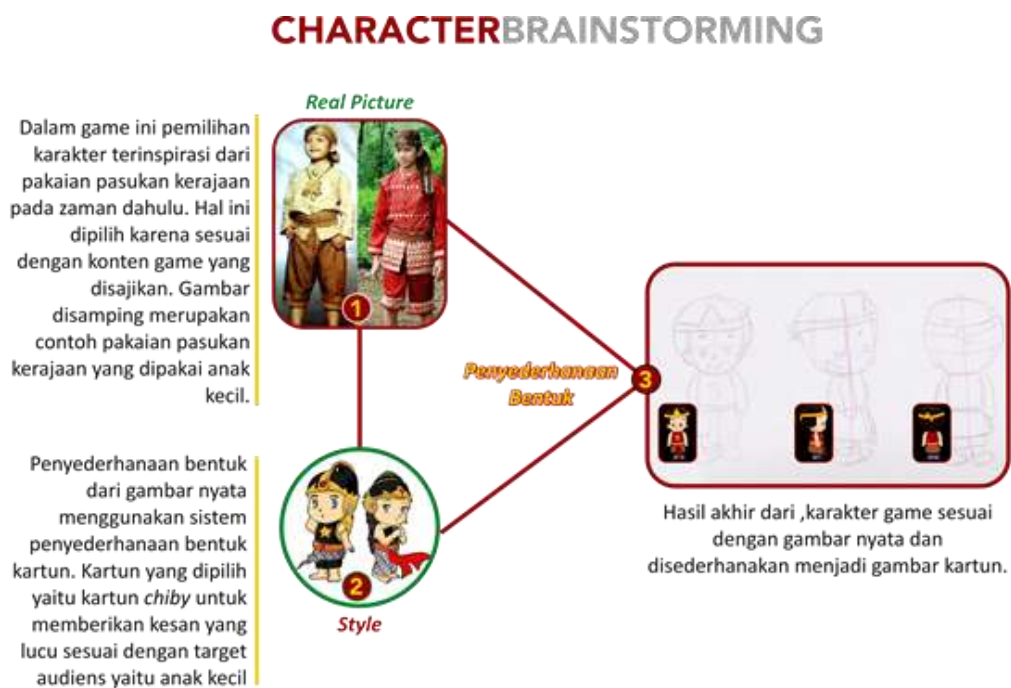 CHARACTERBRAINSTORMING
Real Picture
Dalam game ini pemilihan
karakter terinspirasi dari
pakaian pasukan kerajaan
pada zaman dahulu. Hal ini
dipilih karena sesuai
dengan konten game yang
disajikan. Gambar
disamping merupakan
contoh pakaian pasukan
kerajaan yang dipakai anak
kecil.
1
Penyederhanaan
Bentuk
3
Penyederhanaan bentuk
dari gambar nyata
menggunakan sistem
penyederhanaan bentuk
kartun. Kartun yang dipilih
yaitu kartun chiby untuk
memberikan kesan yang
lucu sesuai dengan target
audiens yaitu anak kecil
2
Style
Hasil akhir dari ,karakter game sesuai
dengan gambar nyata dan
disederhanakan menjadi gambar kartun.